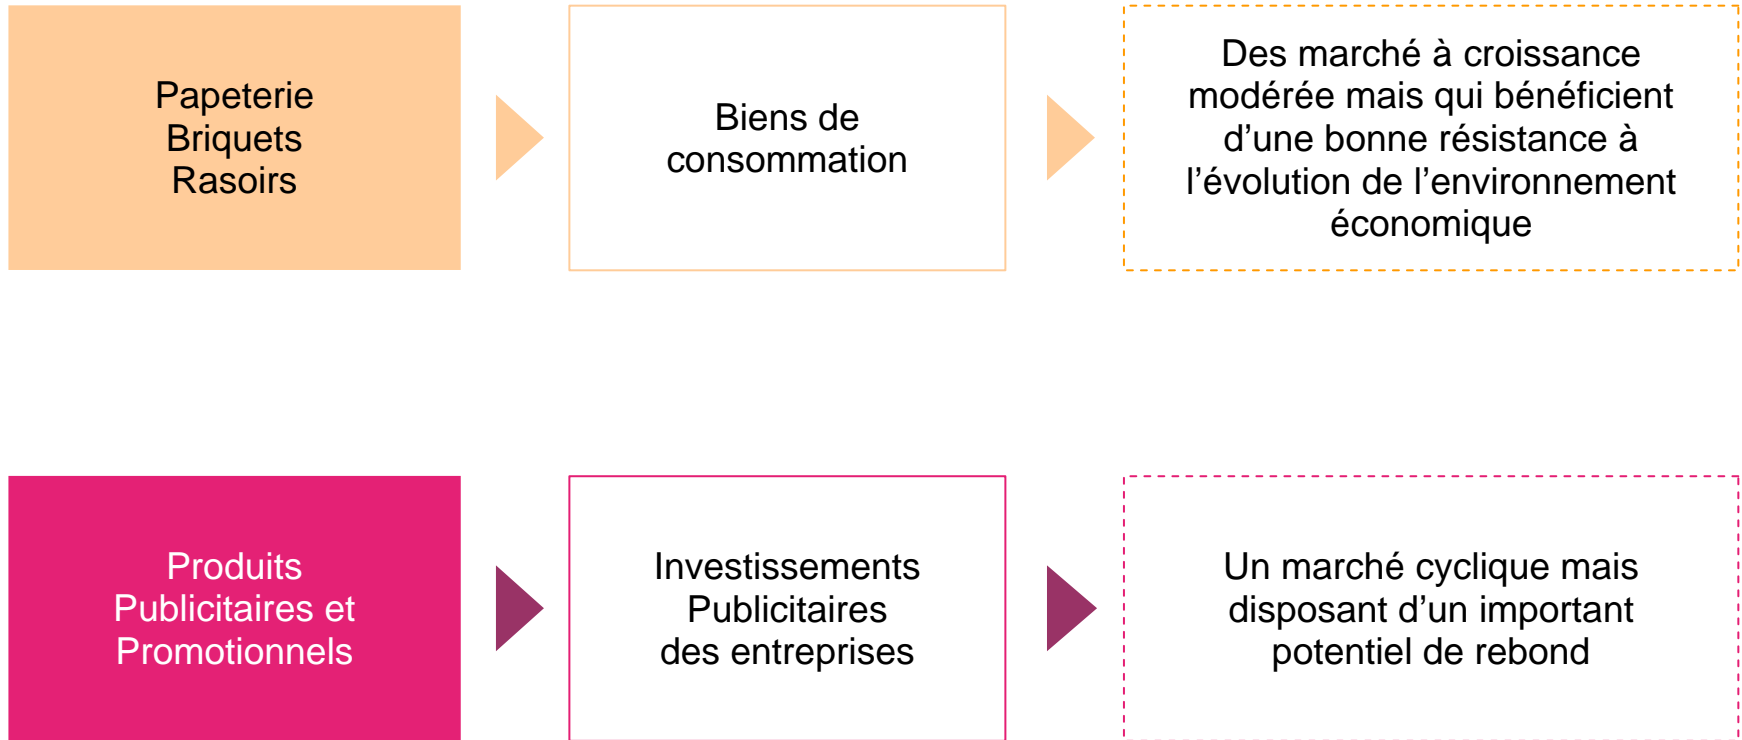 Papeterie
Briquets
Rasoirs
Biens de
consommation
Des marché à croissance
modérée mais qui bénéficient
d’une bonne résistance à
l’évolution de l’environnement
économique
Produits
Publicitaires et
Promotionnels
Investissements
Publicitaires
des entreprises
Un marché cyclique mais
disposant d’un important
potentiel de rebond